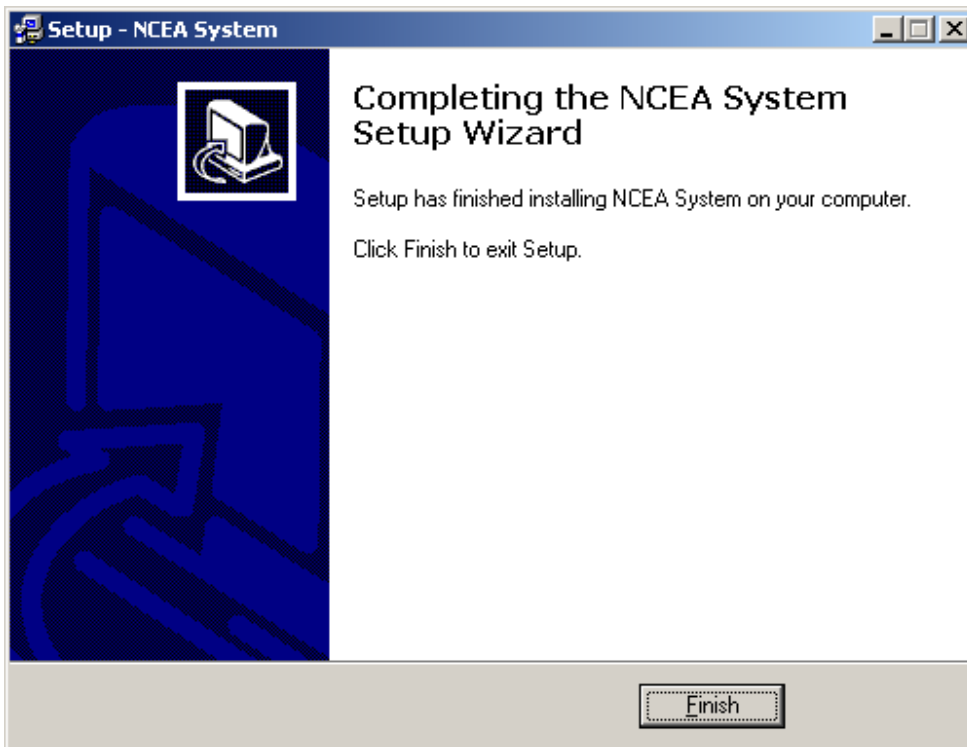 Setup - NCEA System
Completing the NCEA System
Setup Wizard
Setup has finished installing NCEA System on your computer.
Click Finish to exit Setup.
Finish